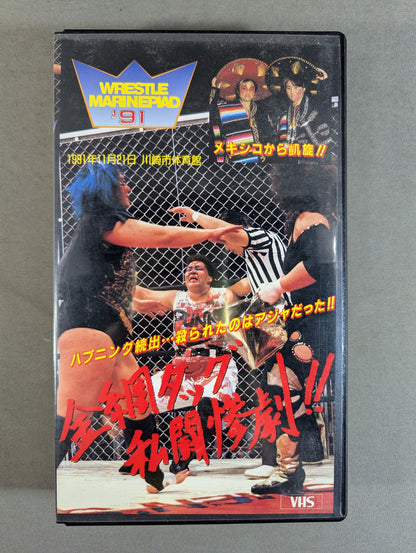 WRESTLE
MARINEPIAD
'91
メキシコから凱旋!!
1991年11月21日 川崎市体育館
PUNK
ハプニング続出…殺られたのはアジャだった!!
金網タッグ
私闘惨劇!!
VHS